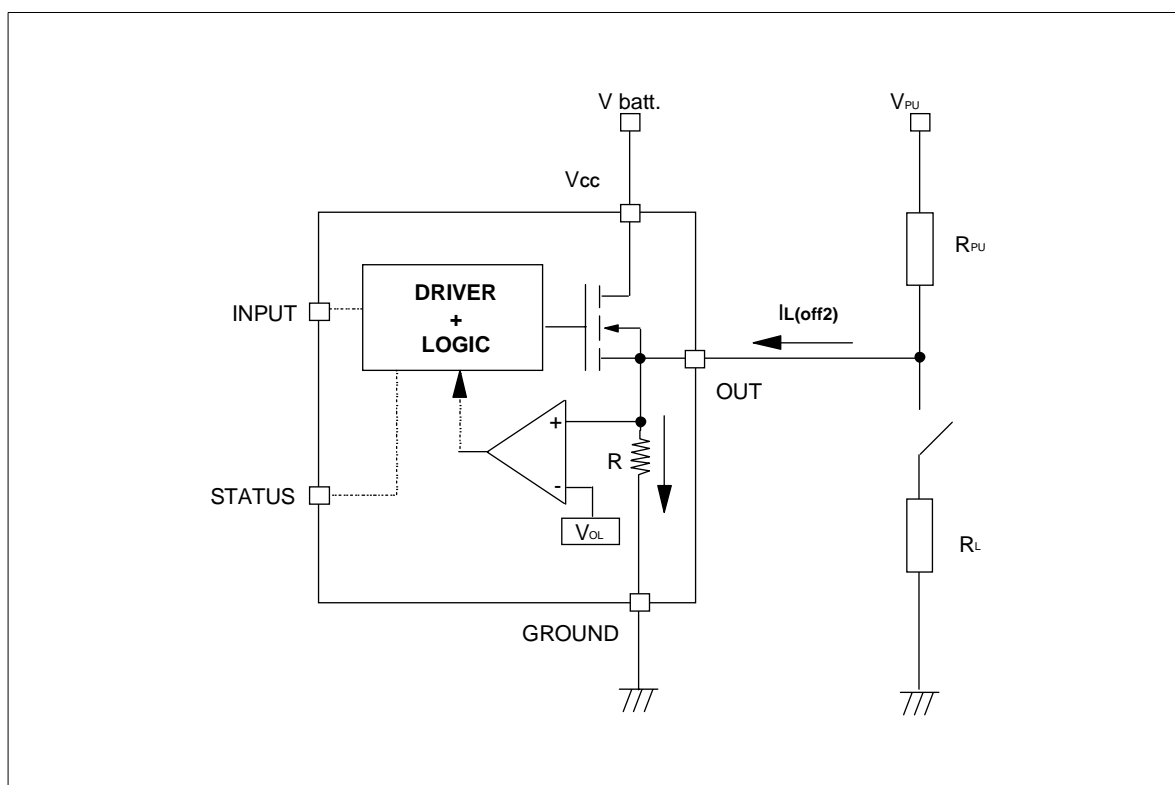 V batt.
VPU
Vcc
RPU
DRIVER
+
LOGIC
INPUT
IL(off2)
OUT
+
R
-
STATUS
VOL
RL
GROUND